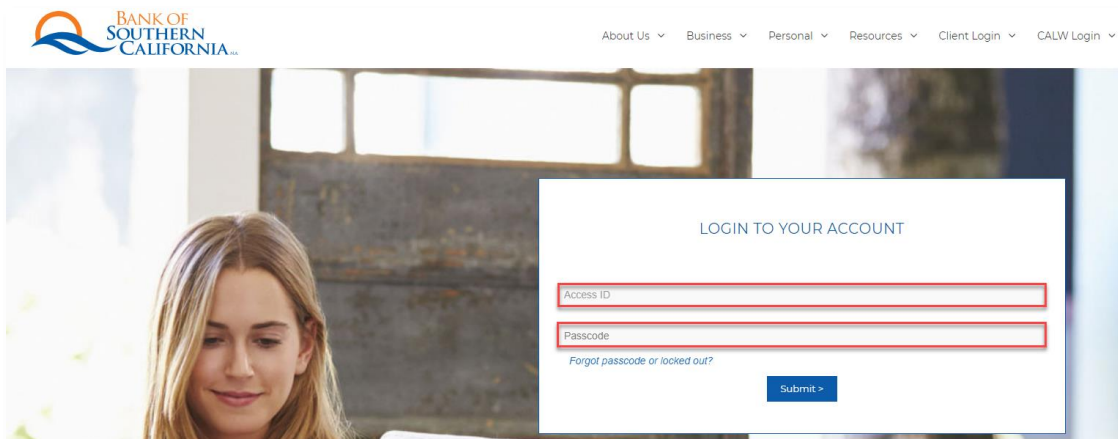 BANK OF
SOUTHERN
CALIFORNIA N.A.
About Us Business Personal Resources Client Login CALW Login
LOGIN TO YOUR ACCOUNT
Access ID
Passcode
Forgot passcode or locked out?
Submit >